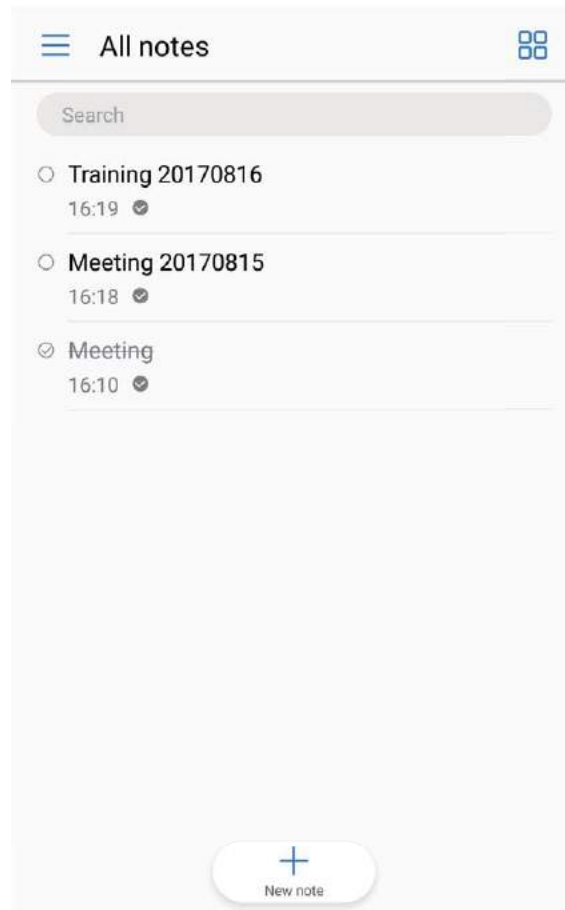 All notes
Search
Training 20170816
16:19
Meeting 20170815
16:18
Meeting
16:10
New note